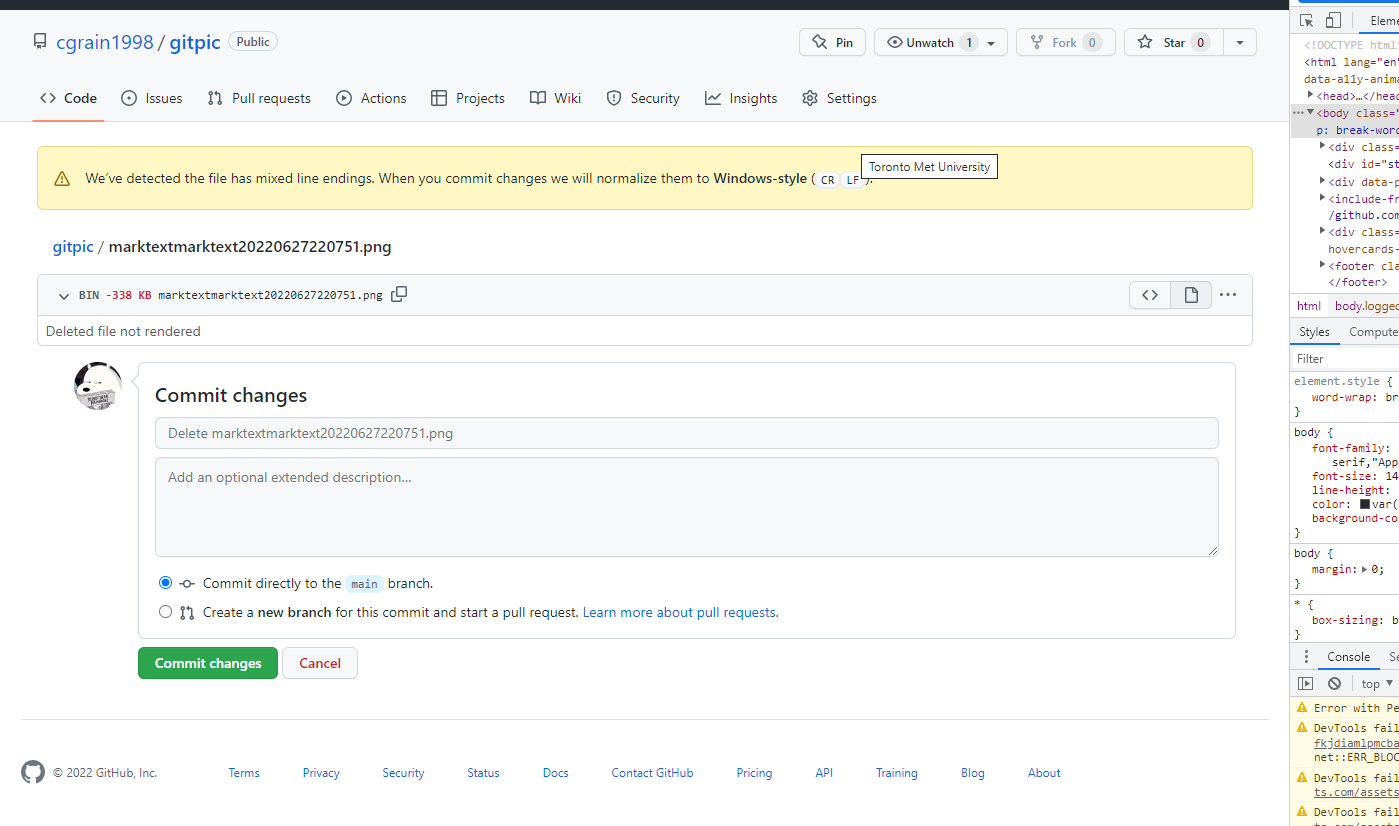 cgrain1998 / gitpic Public
Pin Unwatch 1 Fork 0 Star 0
Code Issues Pull requests Actions Projects Wiki Security Insights Settings
Toronto Met University
We've detected the file has mixed line endings. When you commit changes we will normalize them to Windows-style (CR LF).
gitpic / marktextmarktext20220627220751.png
BIN -338 KB marktextmarktext20220627220751.png
Deleted file not rendered
Commit changes
Delete marktextmarktext20220627220751.png
Add an optional extended description...
Commit directly to the main branch.
Create a new branch for this commit and start a pull request. Learn more about pull requests.
Commit changes Cancel
© 2022 GitHub, Inc. Terms Privacy Security Status Docs Contact GitHub Pricing API Training Blog About
Eleme
<!DOCTYPE html
<html lang="en"
data-a11y-anima
<head>…</head
<body class="
p: break-word
<div class=
<div id="st
<div data-p
<include-fr
/github.com
<div class=
hovercards-
<footer cla
</footer>
html body.logged
Styles Compute
Filter
element.style {
word-wrap: br
}
body {
font-family:
serif,"App
font-size: 14
line-height:
color: var(
background-co
}
body {
margin: 0;
}
* {
box-sizing: b
}
Console Se
top
Error with Pe
DevTools fail
fkjdiamlpmcba
net::ERR_BLOC
DevTools fail
ts.com/assets
DevTools fail